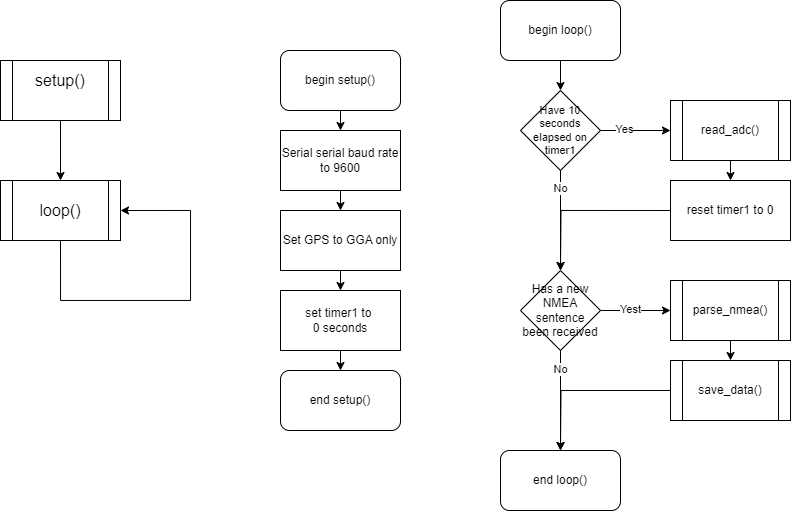 setup()
loop()
begin setup()
Serial serial baud rate
to 9600
Set GPS to GGA only
set timer1 to
0 seconds
end setup()
begin loop()
Have 10
seconds
elapsed on
timer1
Yes
read_adc()
No
reset timer1 to 0
Has a new
NMEA
sentence
been received
Yest
parse_nmea()
No
save_data()
end loop()